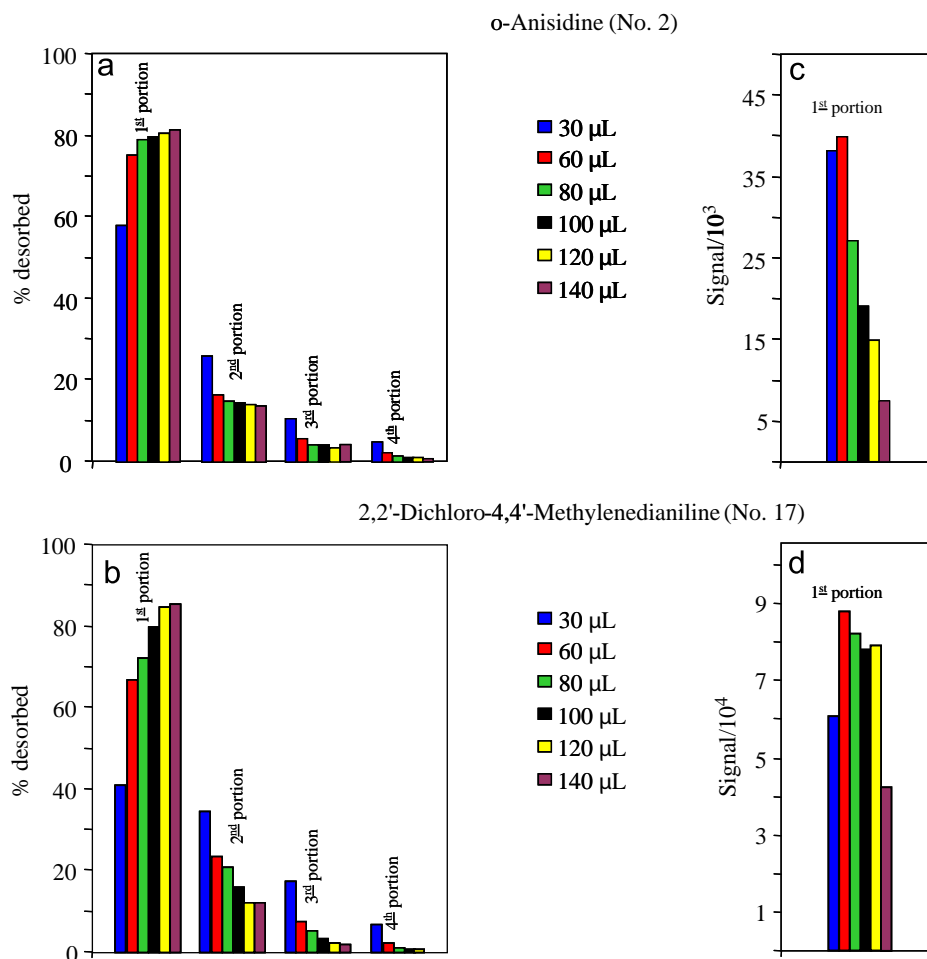 o-Anisidine (No. 2)
a
100
80
60
40
20
0
% desorbed
1st portion
2nd portion
3rd portion
4th portion
30 µL
60 µL
80 µL
100 µL
120 µL
140 µL
c
45
35
25
15
5
Signal/10³
1st portion
2,2'-Dichloro-4,4'-Methylenedianiline (No. 17)
b
100
80
60
40
20
0
% desorbed
1st portion
2nd portion
3rd portion
4th portion
30 µL
60 µL
80 µL
100 µL
120 µL
140 µL
d
9
7
5
3
1
Signal/10⁴
1st portion